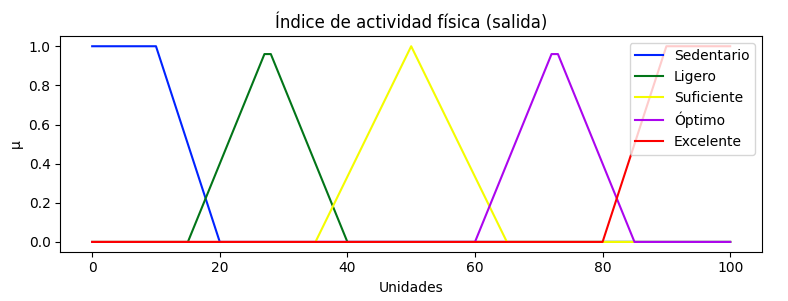 Índice de actividad física (salida)
1.0
0.8
0.6
0.4
0.2
0.0
μ
Sedentario
Ligero
Suficiente
Óptimo
Excelente
0 20 40 60 80 100
Unidades